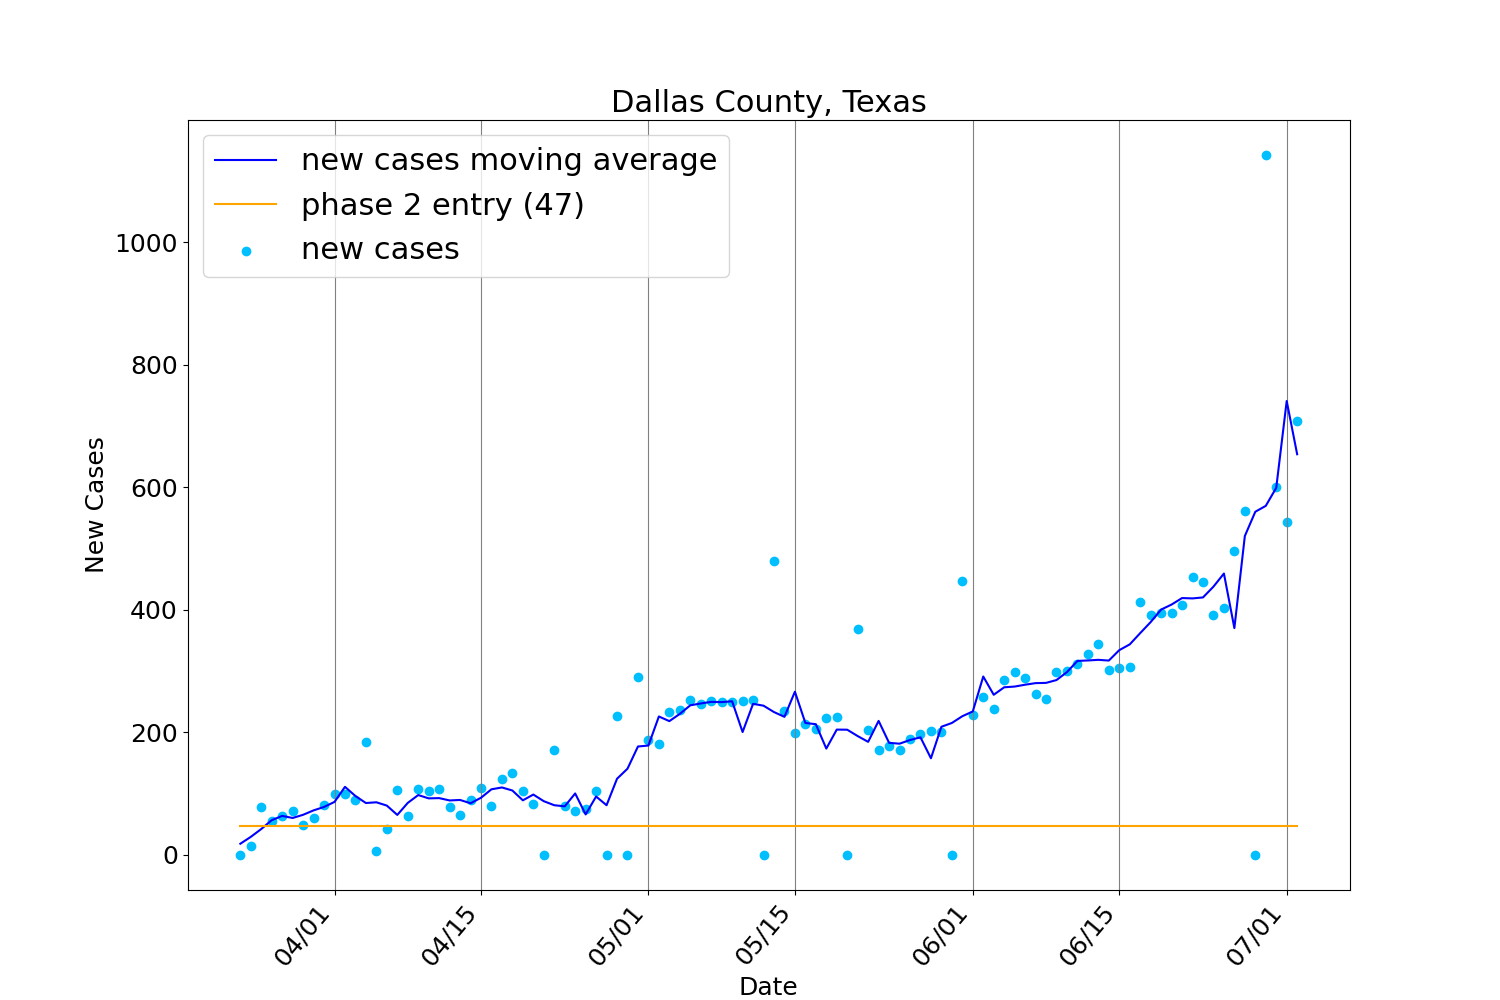 Dallas County, Texas
new cases moving average
phase 2 entry (47)
new cases
1000
800
600
400
200
0
New Cases
04/01
04/15
05/01
05/15
06/01
06/15
07/01
Date